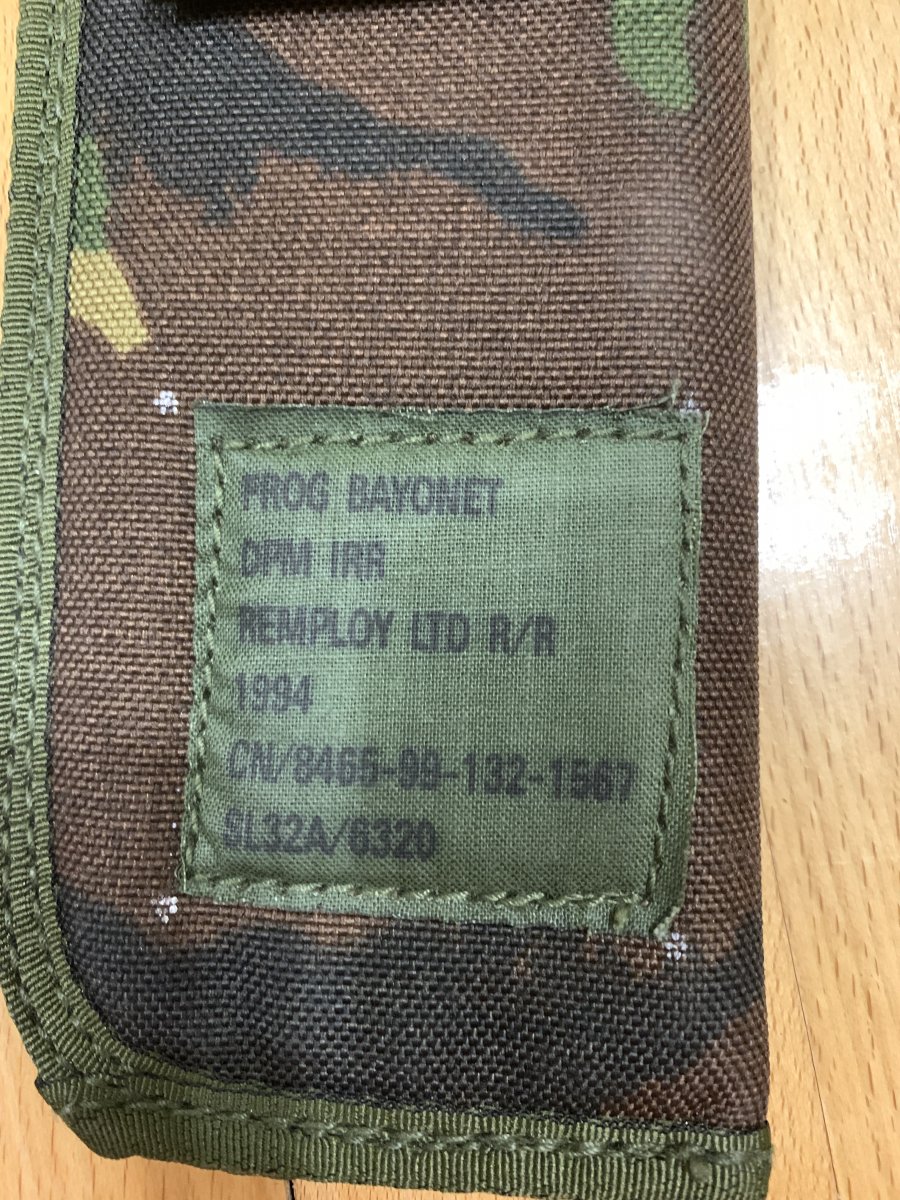 FROG BAYONET
DPM IRR
REMPLOY LTD R/R
1994
CN/8465-99-132-1567
SL32A/6320